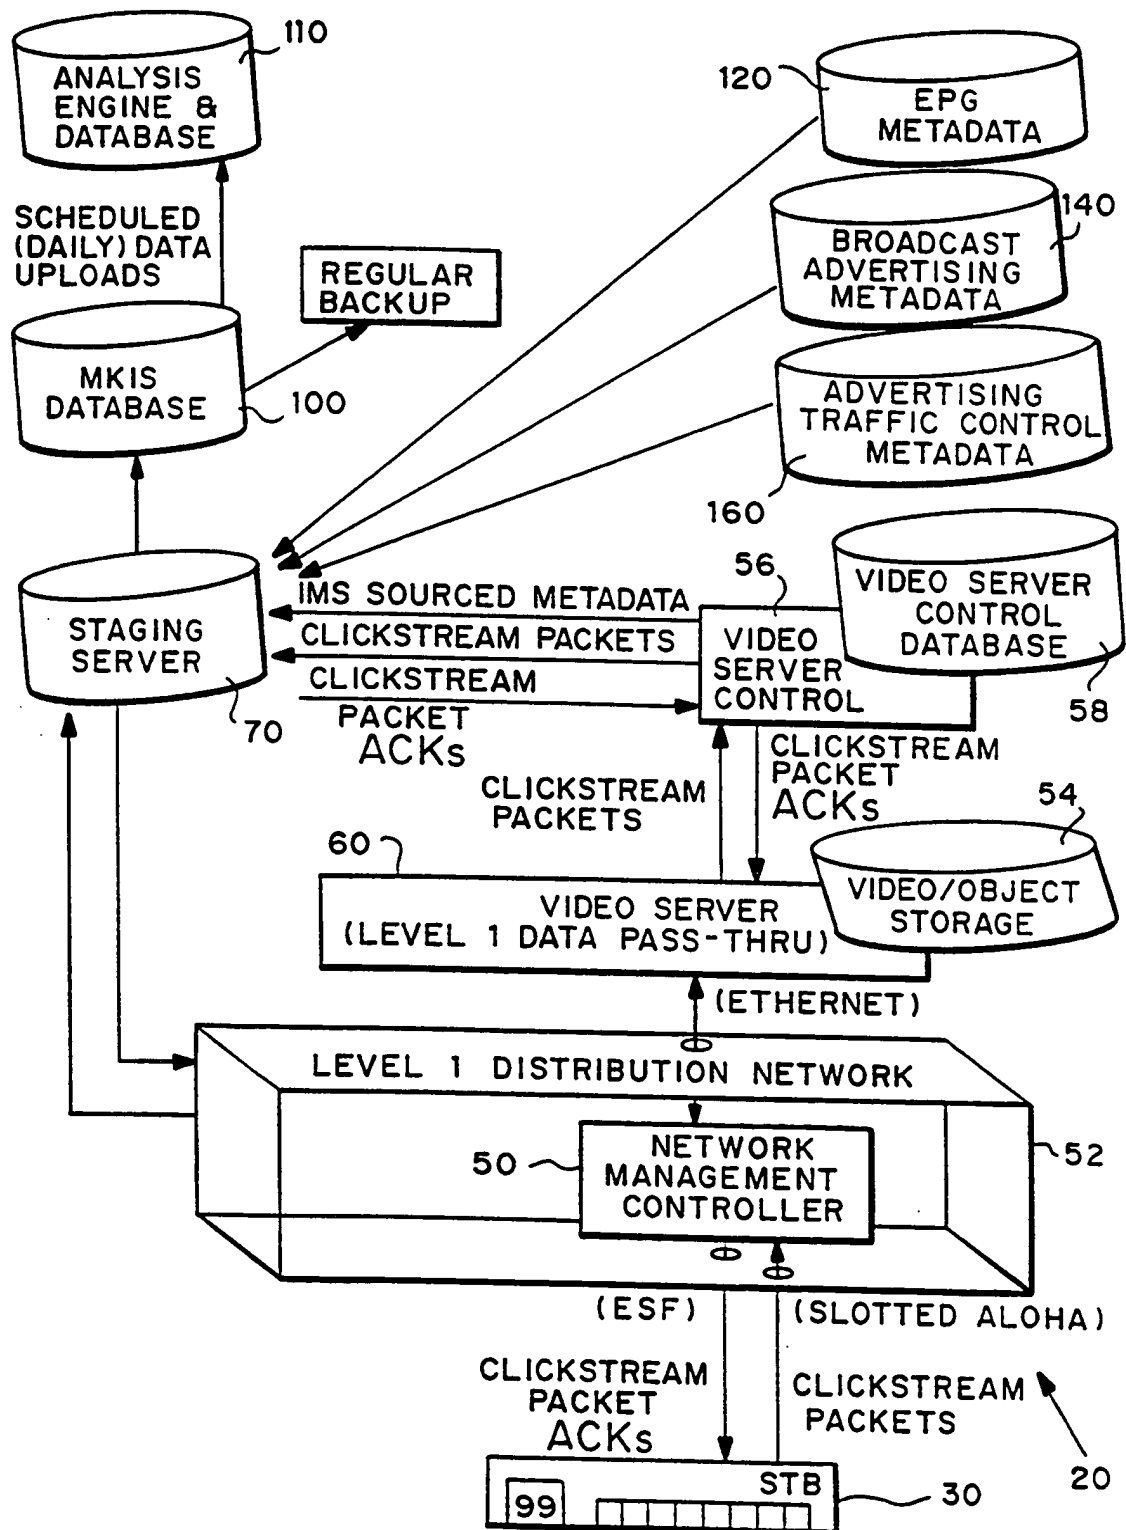 110
ANALYSIS
ENGINE &
DATABASE
120
EPG
METADATA
SCHEDULED
(DAILY) DATA
UPLOADS
140
BROADCAST
ADVERTISING
METADATA
REGULAR
BACKUP
MKIS
DATABASE
100
ADVERTISING
TRAFFIC CONTROL
METADATA
160
STAGING
SERVER
70
IMS SOURCED METADATA
CLICKSTREAM PACKETS
CLICKSTREAM
PACKET
ACKs
56
VIDEO
SERVER
CONTROL
VIDEO SERVER
CONTROL
DATABASE
58
CLICKSTREAM
PACKETS
CLICKSTREAM
PACKET
ACKs
54
VIDEO/OBJECT
STORAGE
60
VIDEO SERVER
(LEVEL 1 DATA PASS-THRU)
(ETHERNET)
LEVEL 1 DISTRIBUTION NETWORK
50
NETWORK
MANAGEMENT
CONTROLLER
52
(ESF)
(SLOTTED ALOHA)
CLICKSTREAM
PACKET
ACKs
CLICKSTREAM
PACKETS
20
STB
99
30